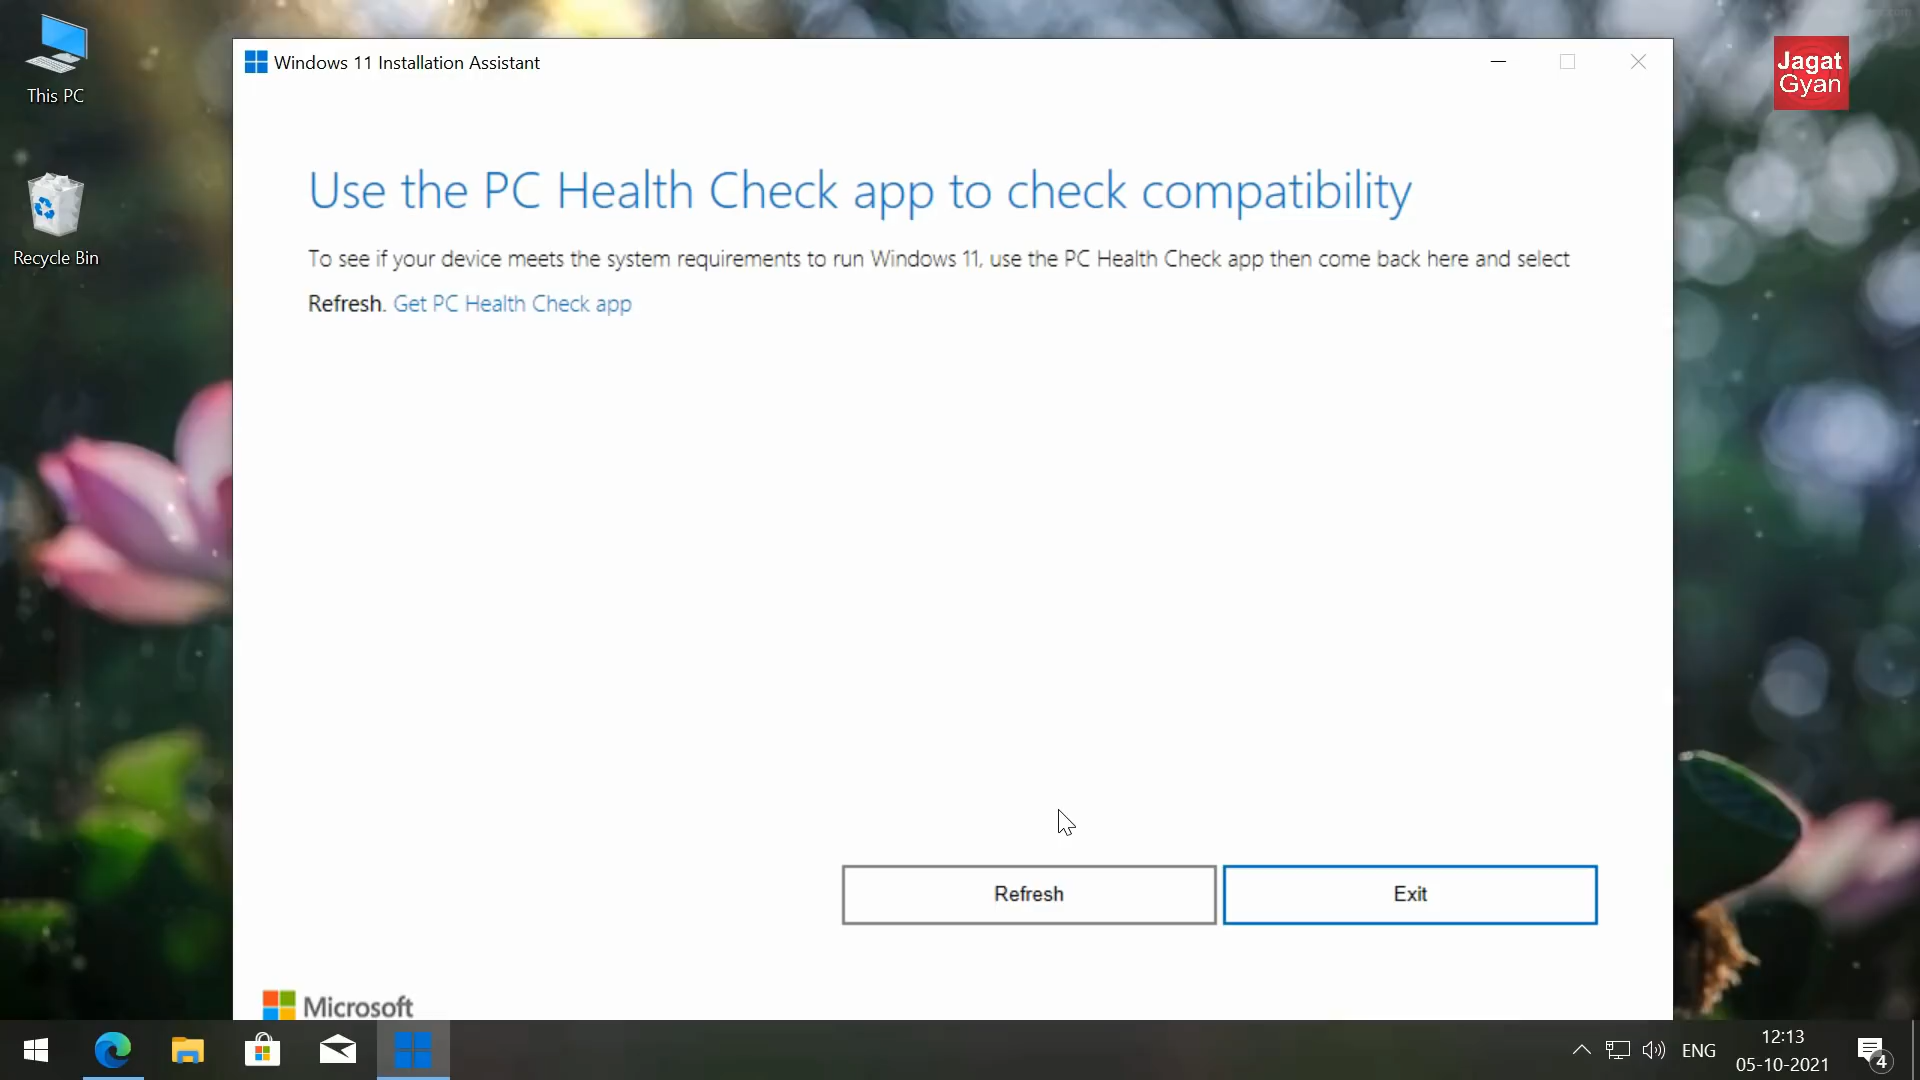 This PC
Recycle Bin
Windows 11 Installation Assistant
Jagat
Gyan
Use the PC Health Check app to check compatibility
To see if your device meets the system requirements to run Windows 11, use the PC Health Check app then come back here and select
Refresh. Get PC Health Check app
Refresh
Exit
Microsoft
ENG
12:13
05-10-2021
4